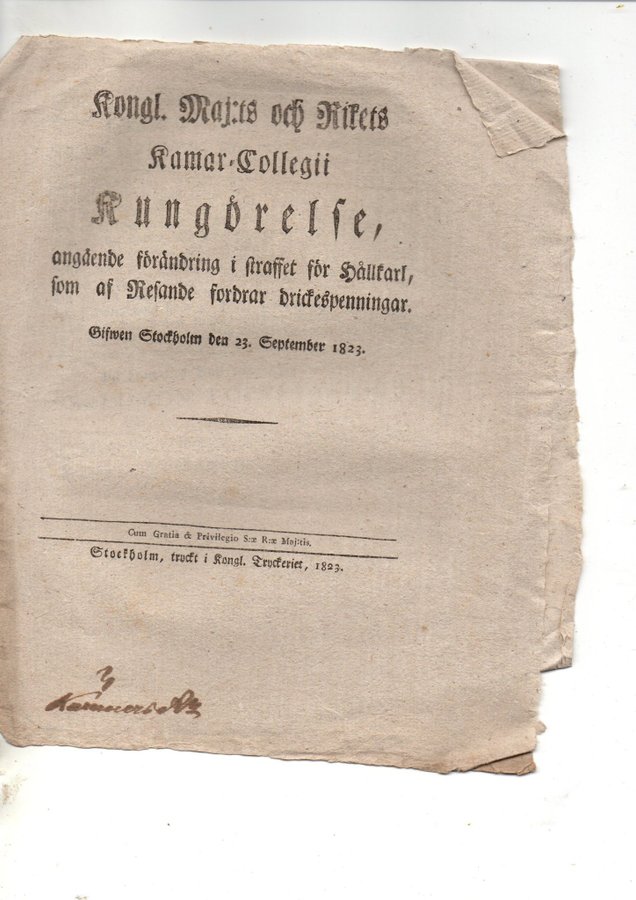 Kongl. Maj:ts och Rikets
Kamar-Collegii
Kungörelse,
angående förändring i straffet för Hållkarl,
som af Resande fordrar drickespenningar.
Gifwen Stockholm den 23. September 1823.
Cum Gratia & Privilegio S:æ R:æ Maj:tis.
Stockholm, tryckt i Kongl. Tryckeriet, 1823.